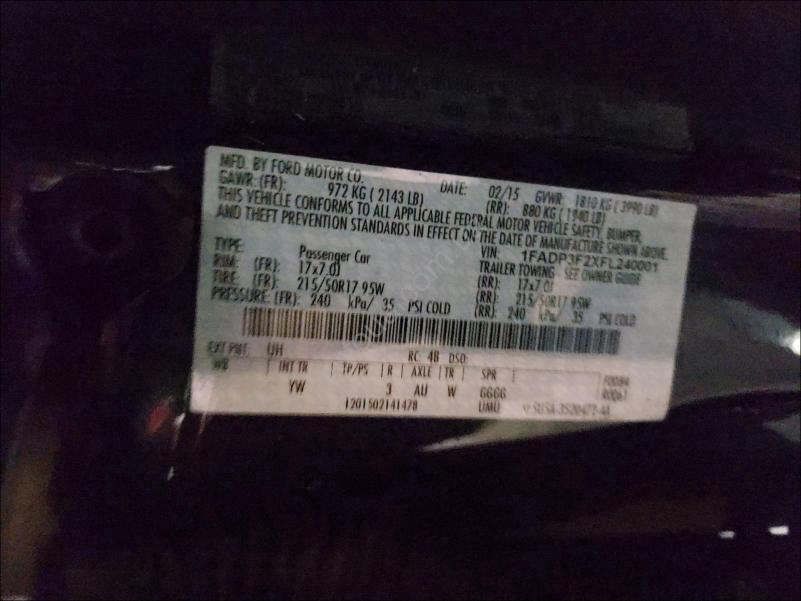 MFD. BY FORD MOTOR CO. DATE: 02/15 GVWR: 1810 KG (3990 LB)
GAWR: (FR): 972 KG (2143 LB) (RR): 880 KG (1940 LB)
THIS VEHICLE CONFORMS TO ALL APPLICABLE FEDERAL MOTOR VEHICLE SAFETY, BUMPER,
AND THEFT PREVENTION STANDARDS IN EFFECT ON THE DATE OF MANUFACTURE SHOWN ABOVE.
VIN: 1FADP3F2XFL240001
TYPE: Passenger Car TRAILER TOWING - SEE OWNER GUIDE
RIM: (FR): 17x7.0J (RR): 17x7.0J
TIRE: (FR): 215/50R17 95W (RR): 215/50R17 95W
PRESSURE: (FR): 240 kPa/ 35 PSI COLD (RR): 240 kPa/ 35 PSI COLD
EXT PNT: UH RC: 48 DSO:
WB INT TR TP/PS R AXLE TR SPR F0084
YW 3 AU W GGGG R0061
1201502141478 UMU